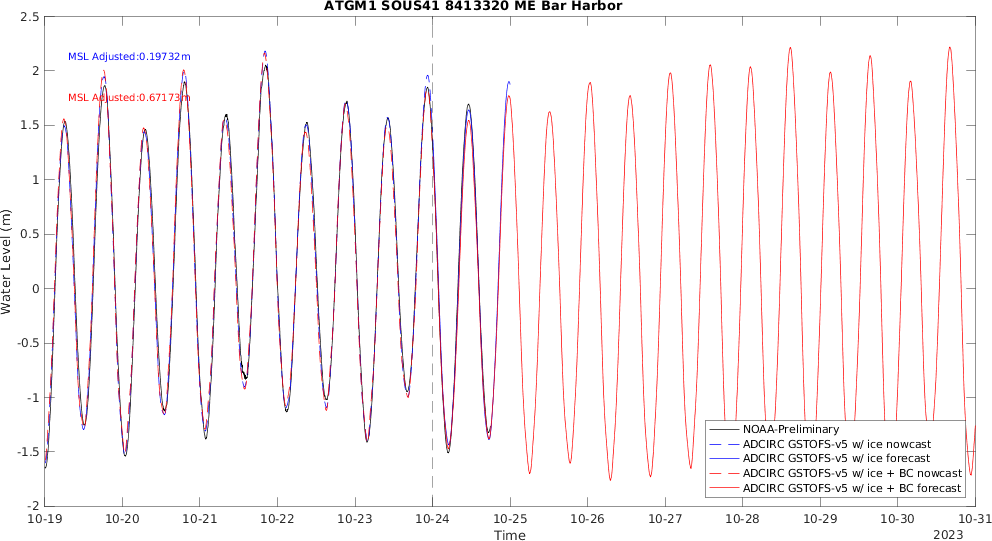 ATGM1 SOUS41 8413320 ME Bar Harbor
MSL Adjusted:0.19732m
MSL Adjusted:0.67173m
Water Level (m)
2.5
2
1.5
1
0.5
0
-0.5
-1
-1.5
-2
NOAA-Preliminary
ADCIRC GSTOFS-v5 w/ ice nowcast
ADCIRC GSTOFS-v5 w/ ice forecast
ADCIRC GSTOFS-v5 w/ ice + BC nowcast
ADCIRC GSTOFS-v5 w/ ice + BC forecast
10-19 10-20 10-21 10-22 10-23 10-24 10-25 10-26 10-27 10-28 10-29 10-30 10-31
Time
2023